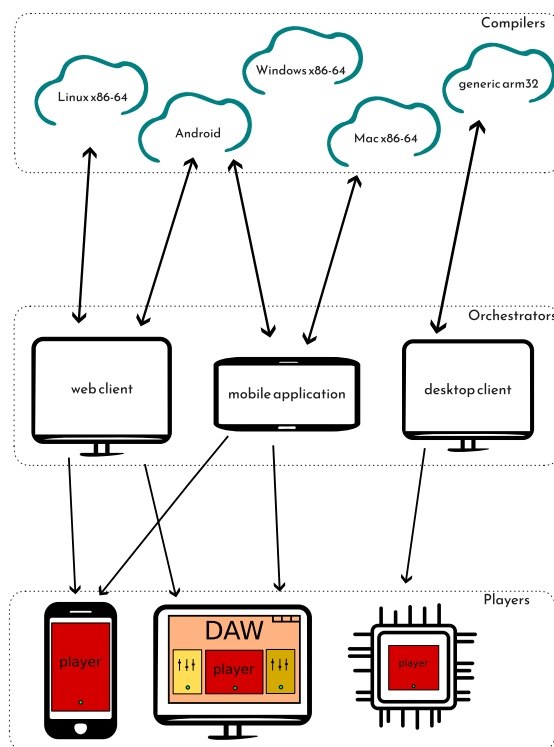 Compilers
Windows x86-64
generic arm32
Linux x86-64
Android
Mac x86-64
Orchestrators
web client
mobile application
desktop client
Players
DAW
player
player
player